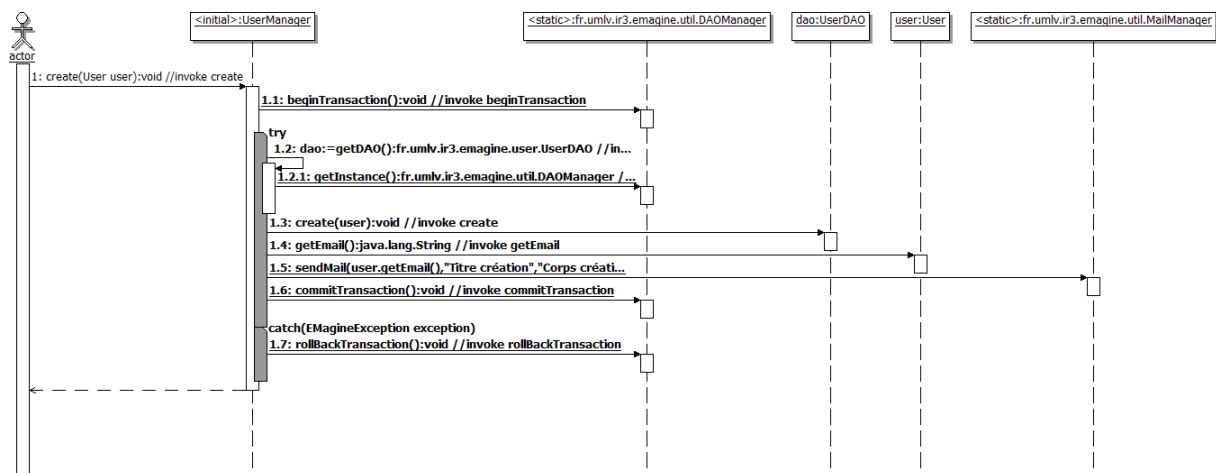 <initial>:UserManager
<static>:fr.umlv.ir3.emagine.util.DAOManager
dao:UserDAO
user:User
<static>:fr.umlv.ir3.emagine.util.MailManager
actor
1: create(User user):void //invoke create
1.1: beginTransaction():void //invoke beginTransaction
try
1.2: dao:=getDAO():fr.umlv.ir3.emagine.user.UserDAO //in...
1.2.1: getInstance():fr.umlv.ir3.emagine.util.DAOManager /...
1.3: create(user):void //invoke create
1.4: getEmail():java.lang.String //invoke getEmail
1.5: sendMail(user.getEmail(),"Titre création","Corps créati...
1.6: commitTransaction():void //invoke commitTransaction
catch(EMagineException exception)
1.7: rollBackTransaction():void //invoke rollBackTransaction